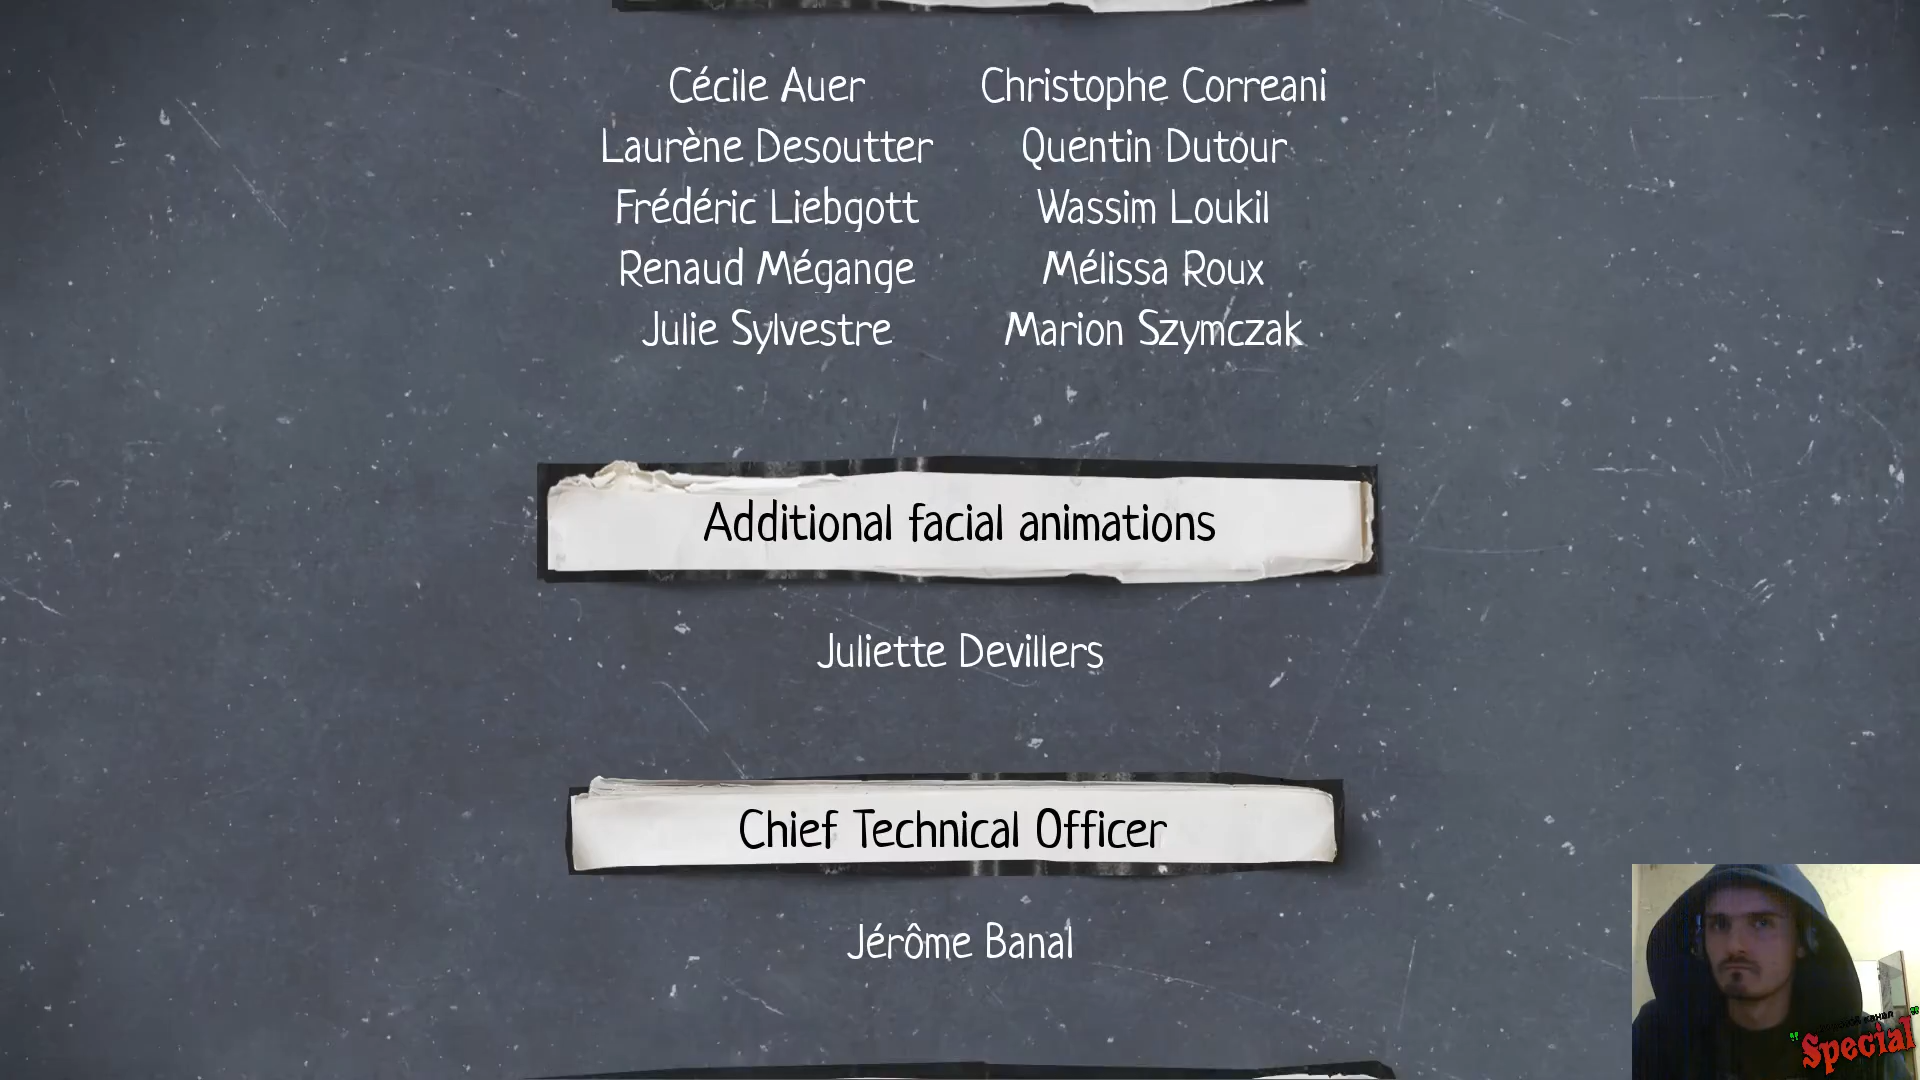 Cécile Auer Christophe Correani
Laurène Desoutter Quentin Dutour
Frédéric Liebgott Wassim Loukil
Renaud Mégange Mélissa Roux
Julie Sylvestre Marion Szymczak
Additional facial animations
Juliette Devillers
Chief Technical Officer
Jérôme Banal
канал
"Special"